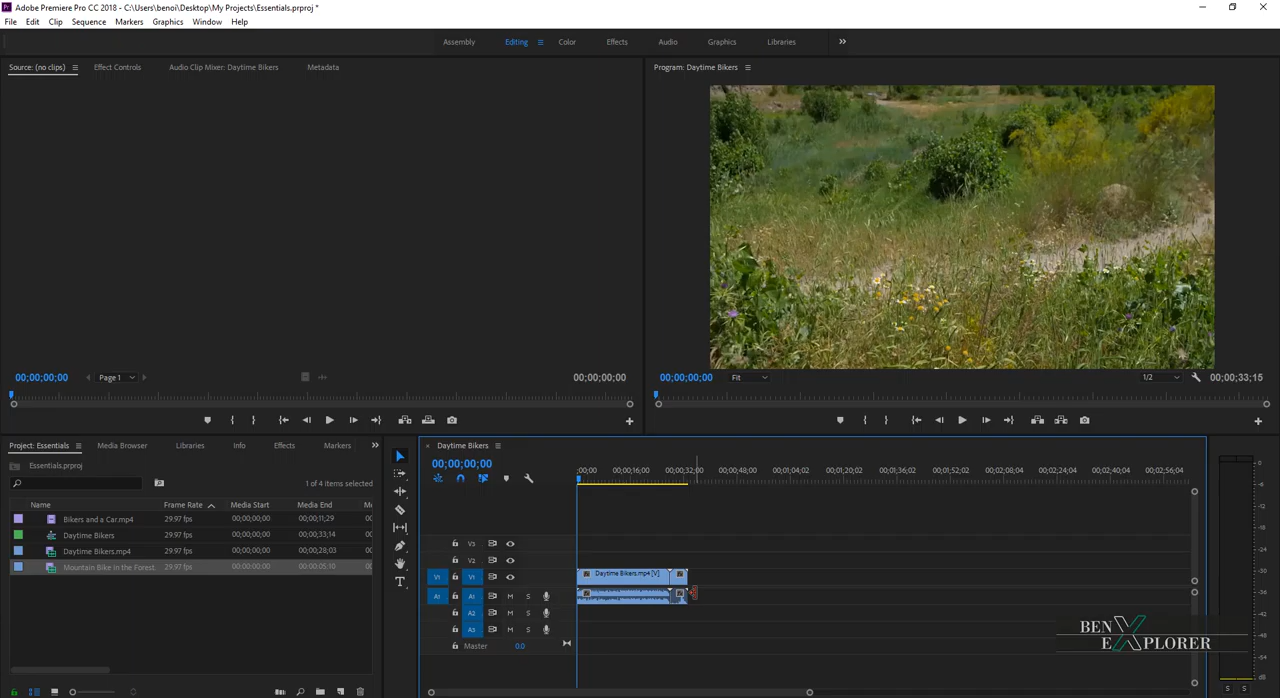 Adobe Premiere Pro CC 2018 - C:\Users\benoi\Desktop\My Projects\Essentials.prproj *
File Edit Clip Sequence Markers Graphics Window Help
Assembly Editing Color Effects Audio Graphics Libraries
Source: (no clips) Effect Controls Audio Clip Mixer: Daytime Bikers Metadata
Program: Daytime Bikers
00;00;00;00 Page 1 00;00;00;00
00;00;00;00 Fit 1/2 00;00;33;15
Project: Essentials Media Browser Libraries Info Effects Markers
Essentials.prproj
1 of 4 items selected
Name Frame Rate Media Start Media End
Bikers and a Car.mp4 29.97 fps 00;00;00;00 00;00;11;29
Daytime Bikers 29.97 fps 00;00;00;00 00;00;33;14
Daytime Bikers.mp4 29.97 fps 00;00;00;00 00;00;28;03
Mountain Bike in the Forest. 29.97 fps 00;00;00;00 00;00;05;10
Daytime Bikers
00;00;00;00
:00;00 00;00;16;00 00;00;32;00 00;00;48;00 00;01;04;02 00;01;20;02 00;01;36;02 00;01;52;02 00;02;08;04 00;02;24;04 00;02;40;04 00;02;56;04
V3
V2
V1 V1 Daytime Bikers.mp4 [V]
A1 A1 M S
A2 M S
A3 M S
Master 0.0
0
-6
-12
-18
-24
-30
-36
-42
-48
-54
dB
S S
BEN
EXPLORER